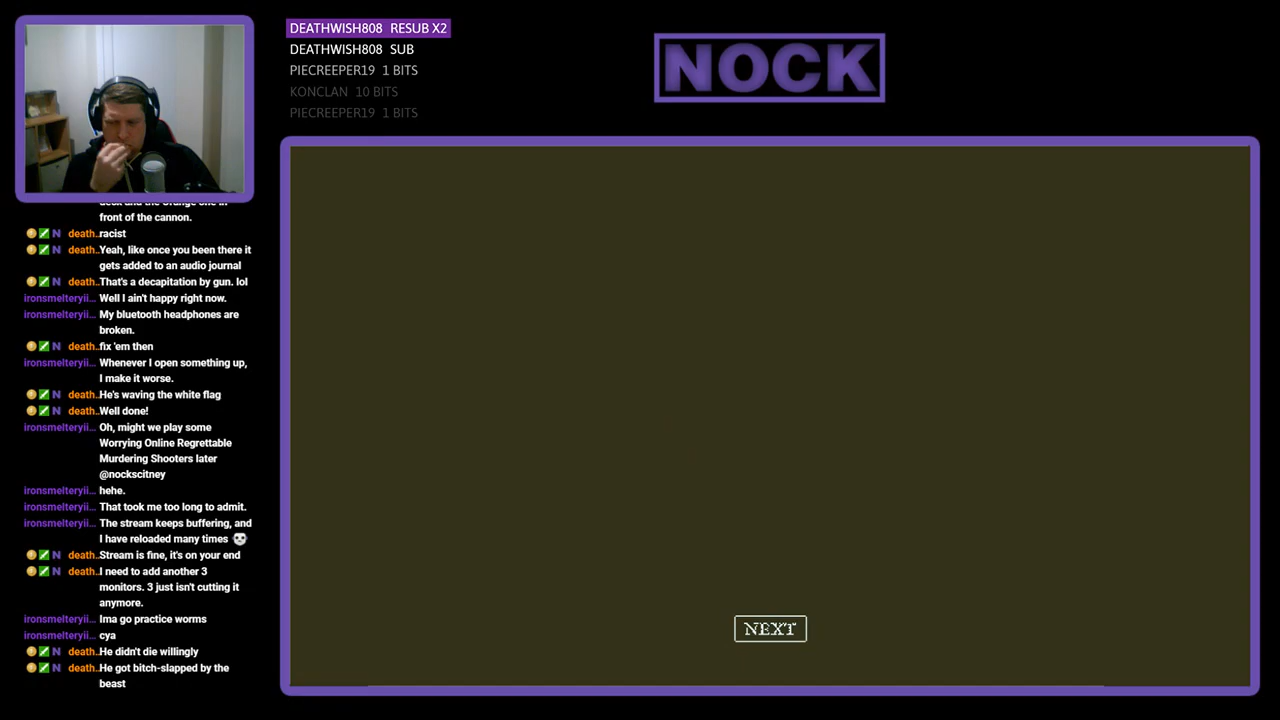 DEATHWISH808 RESUB X2
DEATHWISH808 SUB
PIECREEPER19 1 BITS
KONCLAN 10 BITS
PIECREEPER19 1 BITS
NOCK
front of the cannon.
N death..racist
N death..Yeah, like once you been there it
gets added to an audio journal
N death..That's a decapitation by gun. lol
ironsmelteryii... Well I ain't happy right now.
ironsmelteryii... My bluetooth headphones are
broken.
N death..fix 'em then
ironsmelteryii... Whenever I open something up,
I make it worse.
N death..He's waving the white flag
N death..Well done!
ironsmelteryii... Oh, might we play some
Worrying Online Regrettable
Murdering Shooters later
@nockscitney
ironsmelteryii... hehe.
ironsmelteryii... That took me too long to admit.
ironsmelteryii... The stream keeps buffering, and
I have reloaded many times
N death..Stream is fine, it's on your end
N death..I need to add another 3
monitors. 3 just isn't cutting it
anymore.
ironsmelteryii... Ima go practice worms
ironsmelteryii... cya
N death..He didn't die willingly
N death..He got bitch-slapped by the
beast
NEXT